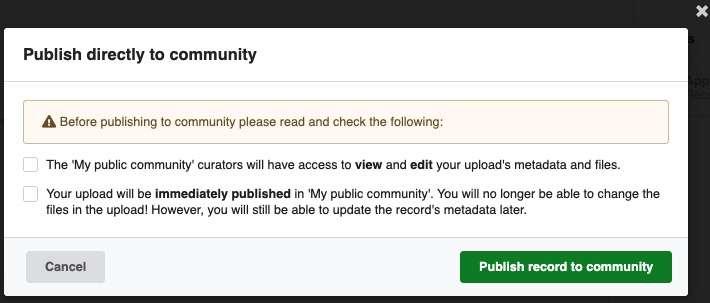 Publish directly to community
Before publishing to community please read and check the following:
The 'My public community' curators will have access to view and edit your upload's metadata and files.
Your upload will be immediately published in 'My public community'. You will no longer be able to change the
files in the upload! However, you will still be able to update the record's metadata later.
Cancel
Publish record to community